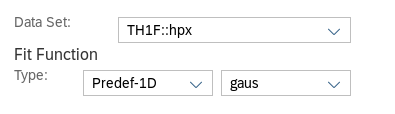 Data Set: TH1F::hpx
Fit Function
Type: Predef-1D gaus